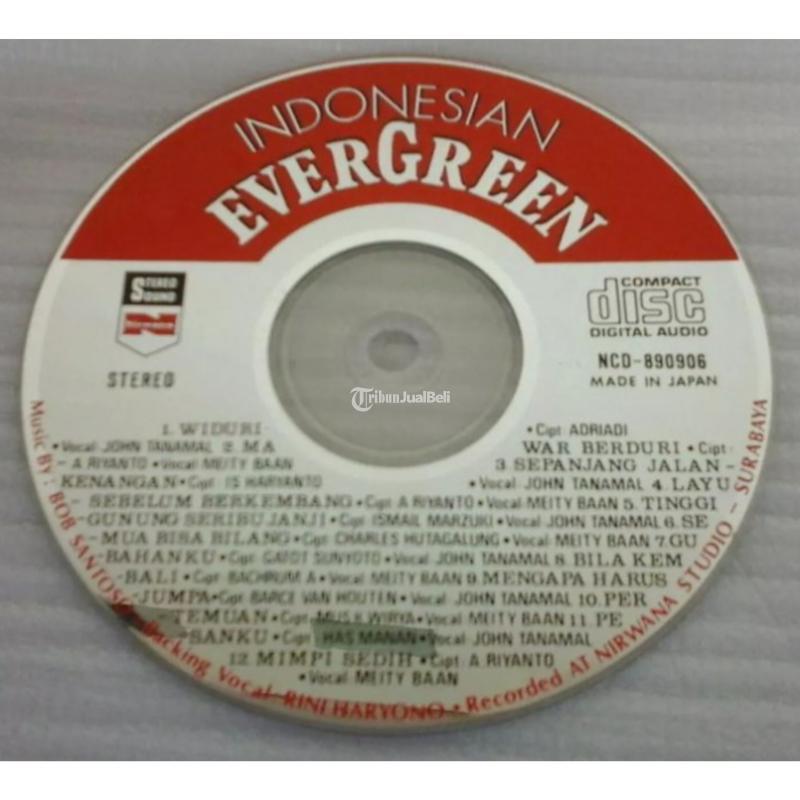 INDONESIAN
EVERGREEN
STEREO SOUND
Nirwana
STEREO
COMPACT
disc
DIGITAL AUDIO
NCD-890906
MADE IN JAPAN
TribunJualBeli
1. WIDURI • Cipt: ADRIADI
• Vocal: JOHN TANAMAL 2. MAWAR BERDURI • Cipt:
- A RIYANTO • Vocal: MEITY BAAN 3. SEPANJANG JALAN -
KENANGAN • Cipt: IS HARYANTO • Vocal: JOHN TANAMAL 4. LAYU
- SEBELUM BERKEMBANG • Cipt: A RIYANTO • Vocal: MEITY BAAN 5. TINGGI
- GUNUNG SERIBU JANJI • Cipt: ISMAIL MARZUKI • Vocal: JOHN TANAMAL 6. SE
- MUA BISA BILANG • Cipt: CHARLES HUTAGALUNG • Vocal: MEITY BAAN 7. GU
- BAHANKU • Cipt: GATOT SUNYOTO • Vocal: JOHN TANAMAL 8. BILA KEM
- BALI • Cipt: BACHRUM A • Vocal: MEITY BAAN 9. MENGAPA HARUS
- JUMPA • Cipt: BARCE VAN HOUTEN • Vocal: JOHN TANAMAL 10. PER
TEMUAN • Cipt: MUS K WIRYA • Vocal: MEITY BAAN 11. PE
SANKU • Cipt: HAS MANAN • Vocal: JOHN TANAMAL
12. MIMPI SEDIH • Cipt: A RIYANTO
• Vocal: MEITY BAAN
Music By: BOB SANTOSO • Backing Vocal: RINI HARYONO • Recorded AT NIRWANA STUDIO - SURABAYA